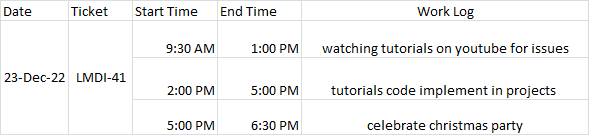 Date Ticket Start Time End Time Work Log
9:30 AM 1:00 PM watching tutorials on youtube for issues
23-Dec-22 LMDI-41
2:00 PM 5:00 PM tutorials code implement in projects
5:00 PM 6:30 PM celebrate christmas party